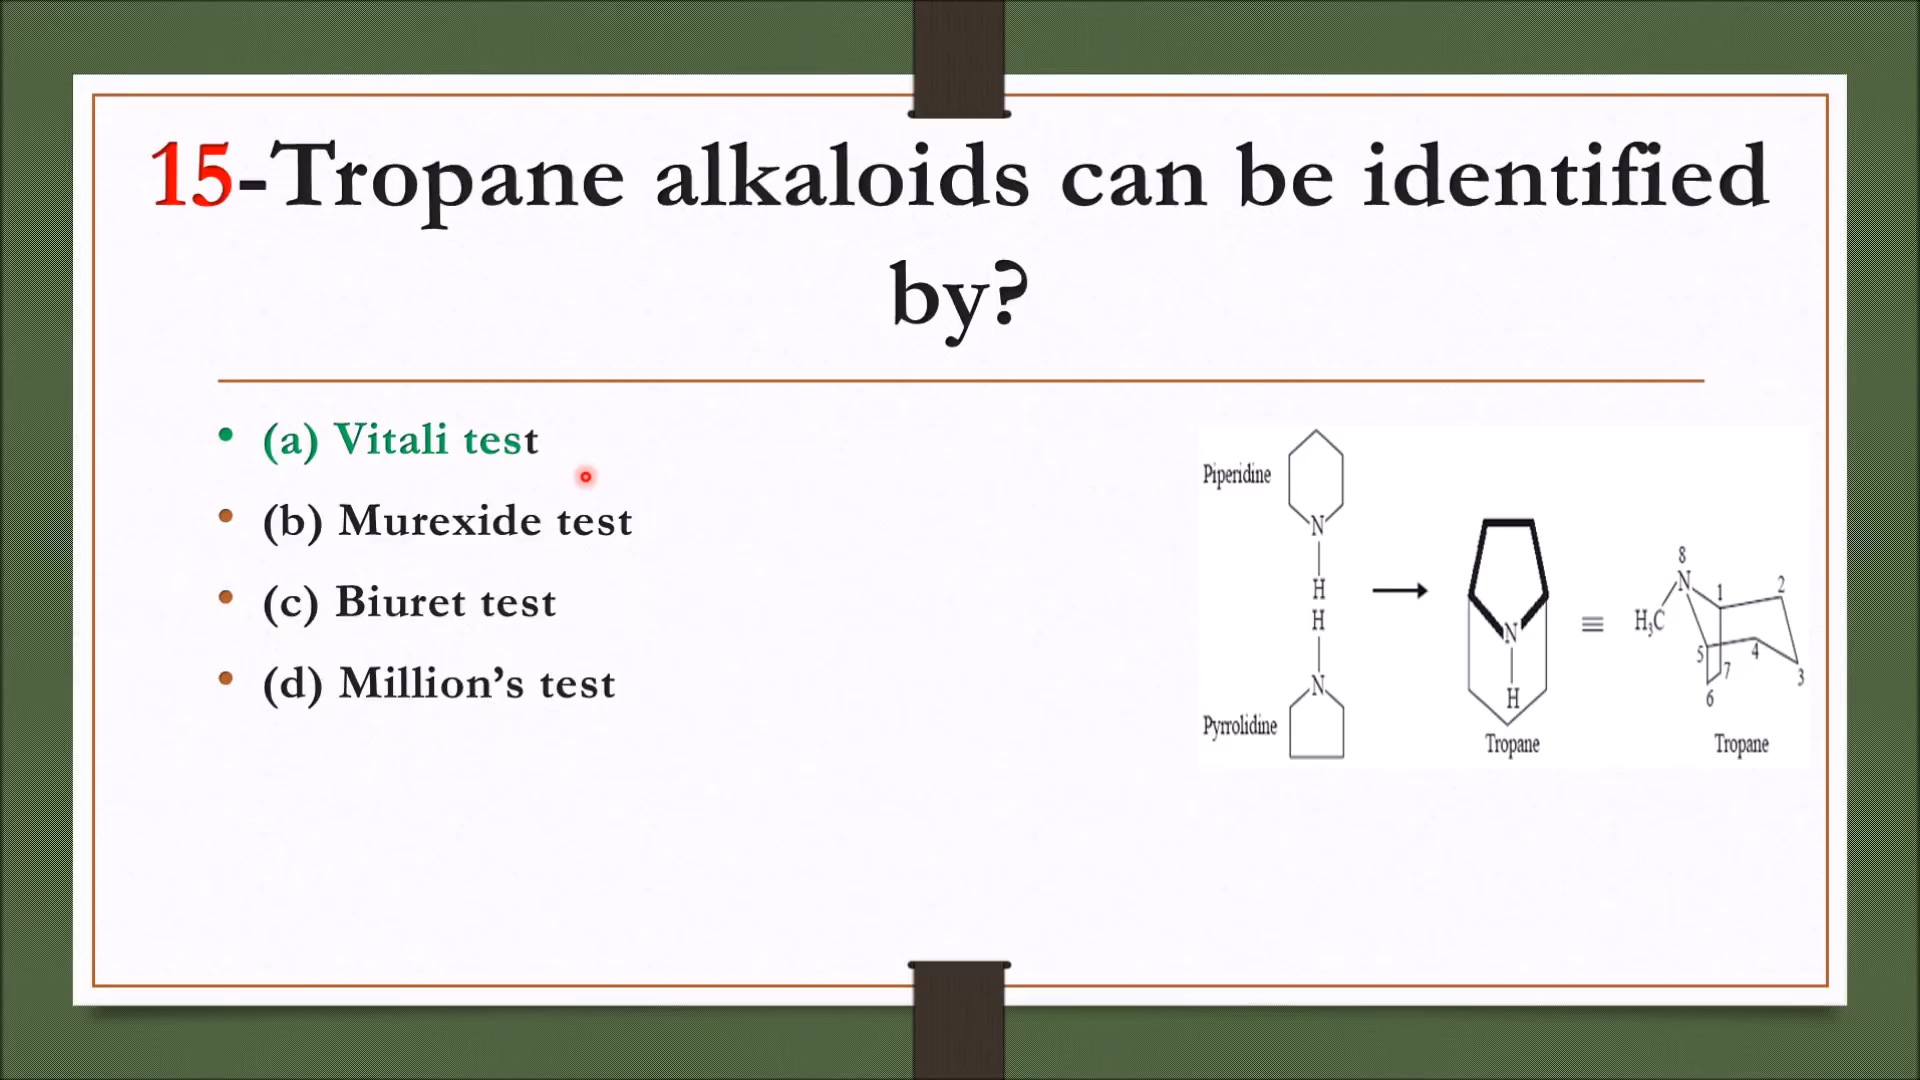 15-Tropane alkaloids can be identified
by?
• (a) Vitali test
• (b) Murexide test
• (c) Biuret test
• (d) Million’s test
Piperidine
N
H
H
N
Pyrrolidine
N
H
Tropane
≡
8
N
1
2
H₃C
5
4
7
3
6
Tropane